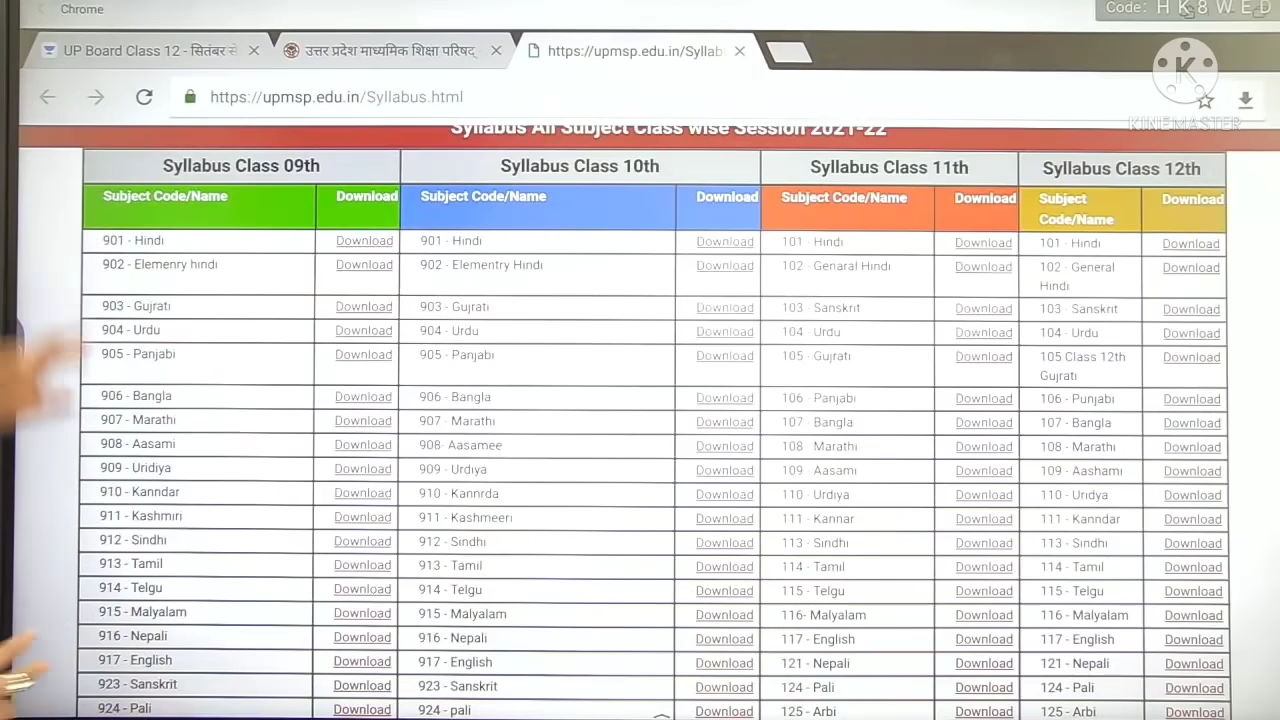 Chrome
Code: H K 8 W E D
UP Board Class 12 - सितंबर से
उत्तर प्रदेश माध्यमिक शिक्षा परिषद्
https://upmsp.edu.in/Syllab
https://upmsp.edu.in/Syllabus.html
K
KINEMASTER
Syllabus All Subject Class wise Session 2021-22
Syllabus Class 09th Syllabus Class 10th Syllabus Class 11th Syllabus Class 12th
Subject Code/Name Download Subject Code/Name Download Subject Code/Name Download Subject Code/Name Download
901 - Hindi Download 901 - Hindi Download 101 - Hindi Download 101 - Hindi Download
902 - Elemenry hindi Download 902 - Elementry Hindi Download 102 - Genaral Hindi Download 102 - General Hindi Download
903 - Gujrati Download 903 - Gujrati Download 103 - Sanskrit Download 103 - Sanskrit Download
904 - Urdu Download 904 - Urdu Download 104 - Urdu Download 104 - Urdu Download
905 - Panjabi Download 905 - Panjabi Download 105 - Gujrati Download 105 Class 12th Gujrati Download
906 - Bangla Download 906 - Bangla Download 106 - Panjabi Download 106 - Punjabi Download
907 - Marathi Download 907 - Marathi Download 107 - Bangla Download 107 - Bangla Download
908 - Aasami Download 908- Aasamee Download 108 - Marathi Download 108 - Marathi Download
909 - Uridiya Download 909 - Urdiya Download 109 - Aasami Download 109 - Aashami Download
910 - Kanndar Download 910 - Kannrda Download 110 - Urdiya Download 110 - Uridya Download
911 - Kashmiri Download 911 - Kashmeeri Download 111 - Kannar Download 111 - Kanndar Download
912 - Sindhi Download 912 - Sindhi Download 113 - Sindhi Download 113 - Sindhi Download
913 - Tamil Download 913 - Tamil Download 114 - Tamil Download 114 - Tamil Download
914 - Telgu Download 914 - Telgu Download 115 - Telgu Download 115 - Telgu Download
915 - Malyalam Download 915 - Malyalam Download 116- Malyalam Download 116 - Malyalam Download
916 - Nepali Download 916 - Nepali Download 117 - English Download 117 - English Download
917 - English Download 917 - English Download 121 - Nepali Download 121 - Nepali Download
923 - Sanskrit Download 923 - Sanskrit Download 124 - Pali Download 124 - Pali Download
924 - Pali Download 924 - pali Download 125 - Arbi Download 125 - Arbi Download